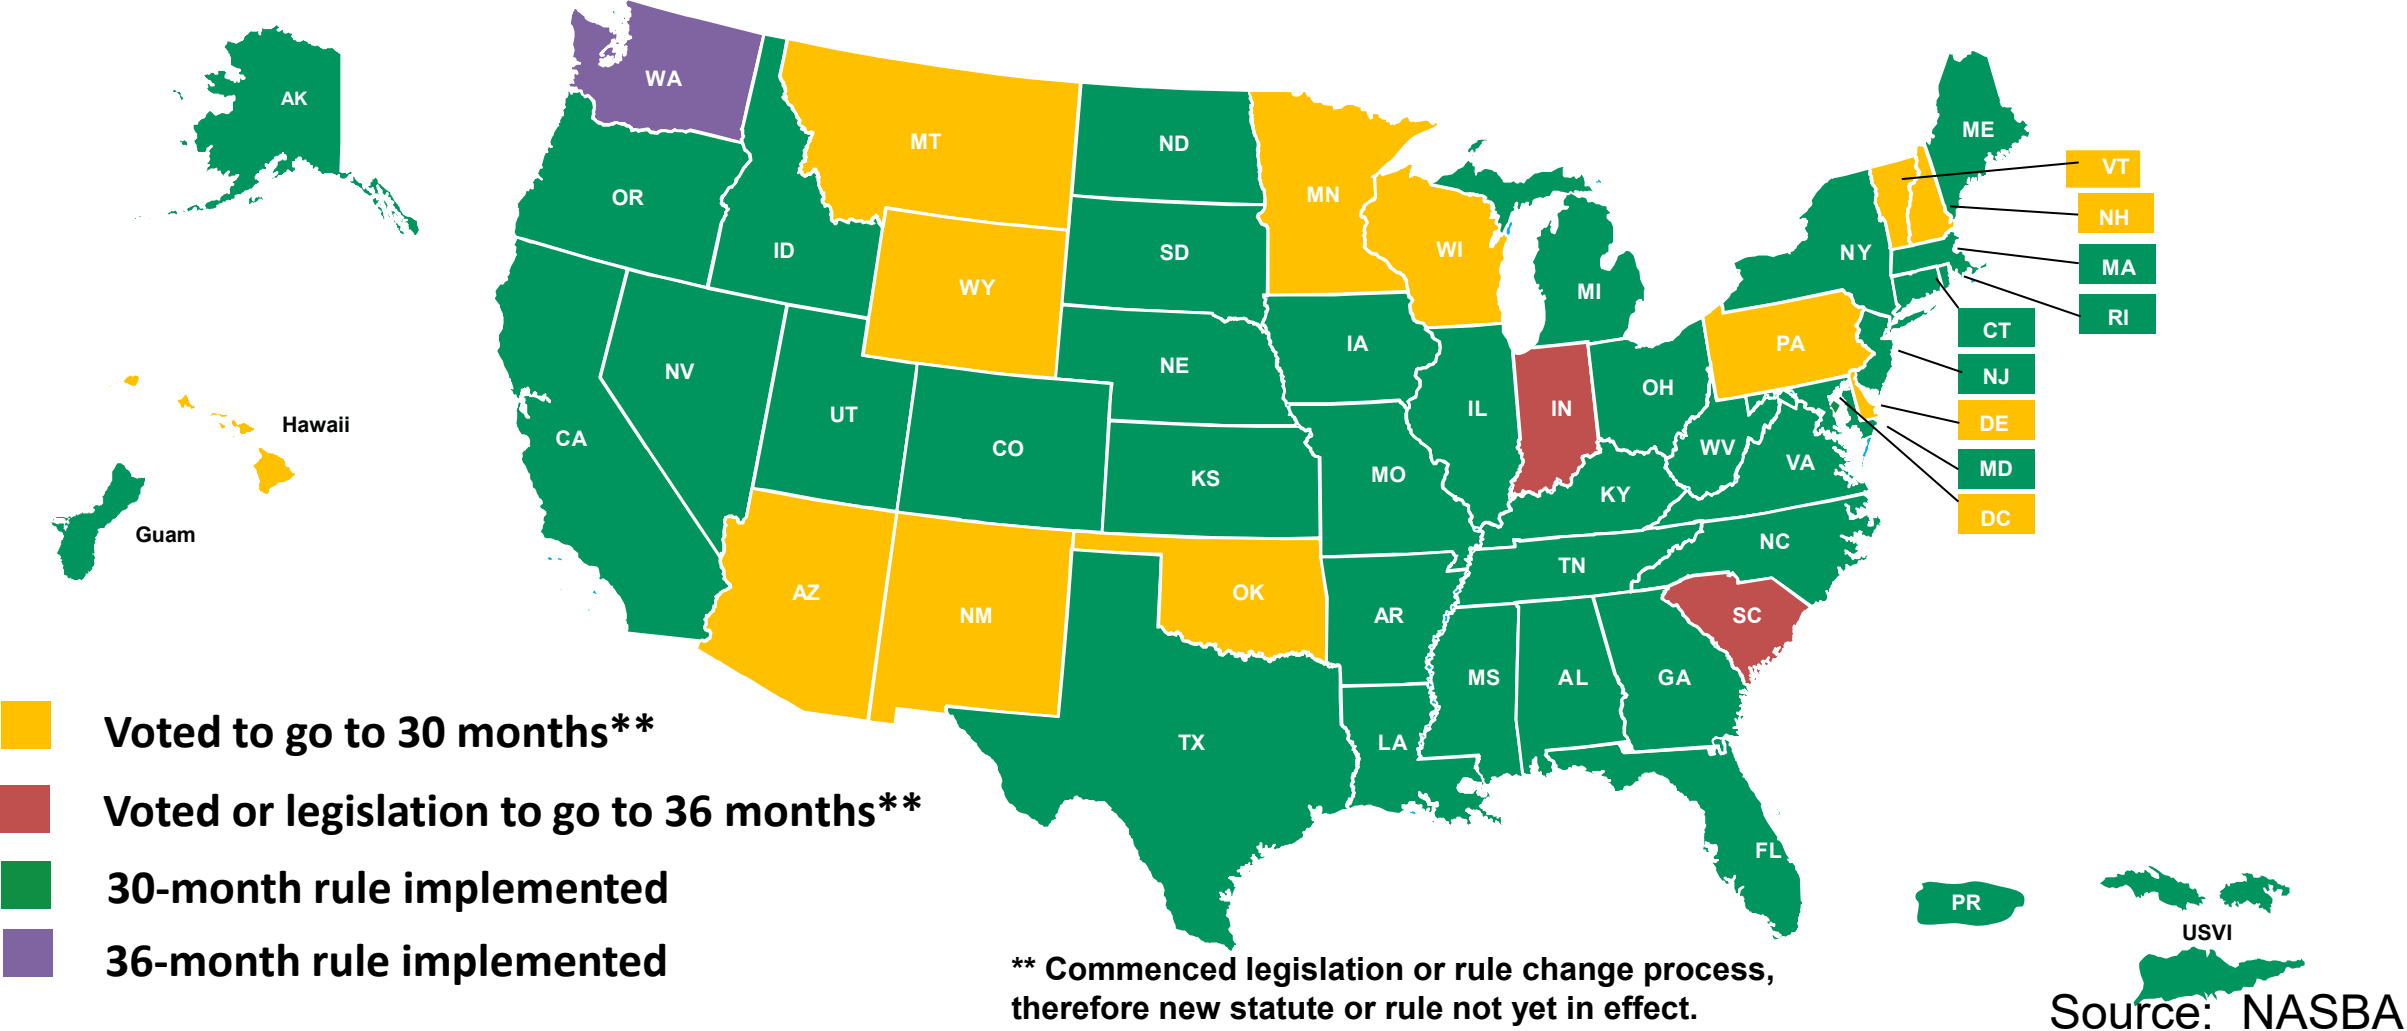 AK
WA
MT
ND
MN
ME
VT
NH
MA
RI
CT
NJ
DE
MD
DC
OR
ID
WY
SD
WI
MI
NY
NV
UT
CO
NE
IA
IL
IN
OH
PA
CA
KS
MO
KY
WV
VA
Hawaii
Guam
AZ
NM
OK
AR
TN
NC
SC
TX
LA
MS
AL
GA
FL
PR
USVI
Voted to go to 30 months**
Voted or legislation to go to 36 months**
30-month rule implemented
36-month rule implemented
** Commenced legislation or rule change process,
therefore new statute or rule not yet in effect.
Source: NASBA